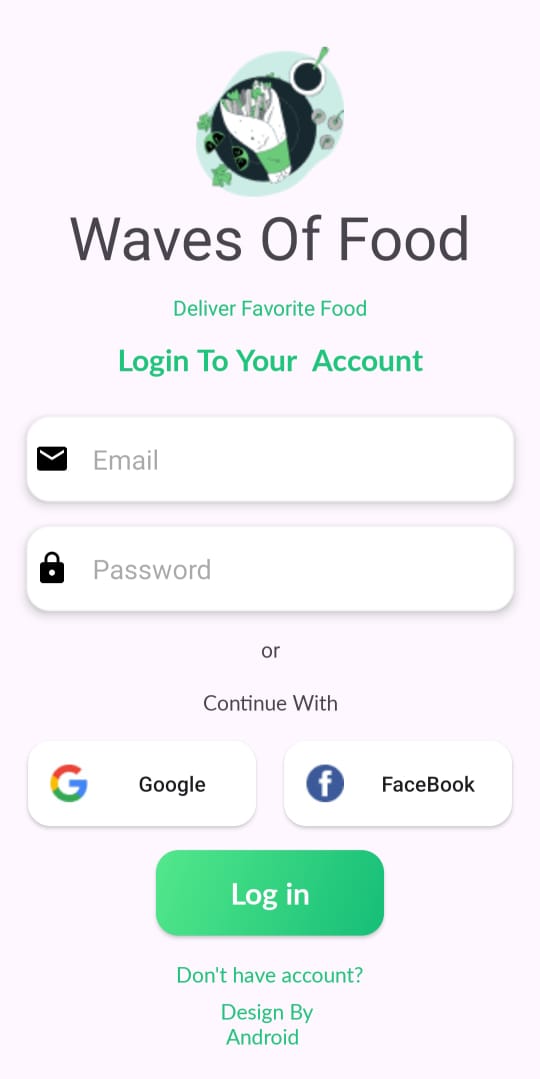 Waves Of Food
Deliver Favorite Food
Login To Your  Account
Email
Password
or
Continue With
Google
FaceBook
Log in
Don't have account?
Design By
Android